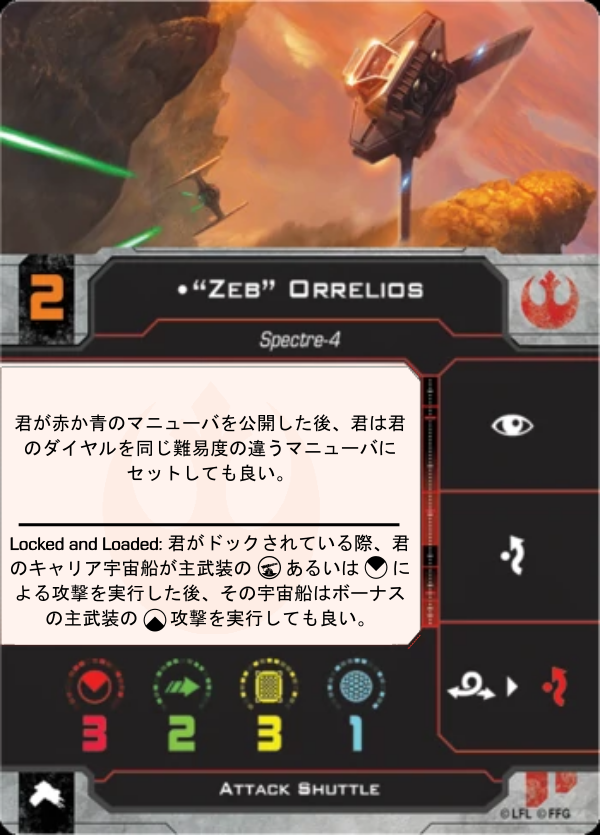 2
•“Zeb” Orrelios
Spectre-4
君が赤か青のマニューバを公開した後、君は君
のダイヤルを同じ難易度の違うマニューバに
セットしても良い。
Locked and Loaded: 君がドックされている際、君
のキャリア宇宙船が主武装の あるいは に
よる攻撃を実行した後、その宇宙船はボーナス
の主武装の 攻撃を実行しても良い。
3 2 3 1
Attack Shuttle
©LFL ©FFG